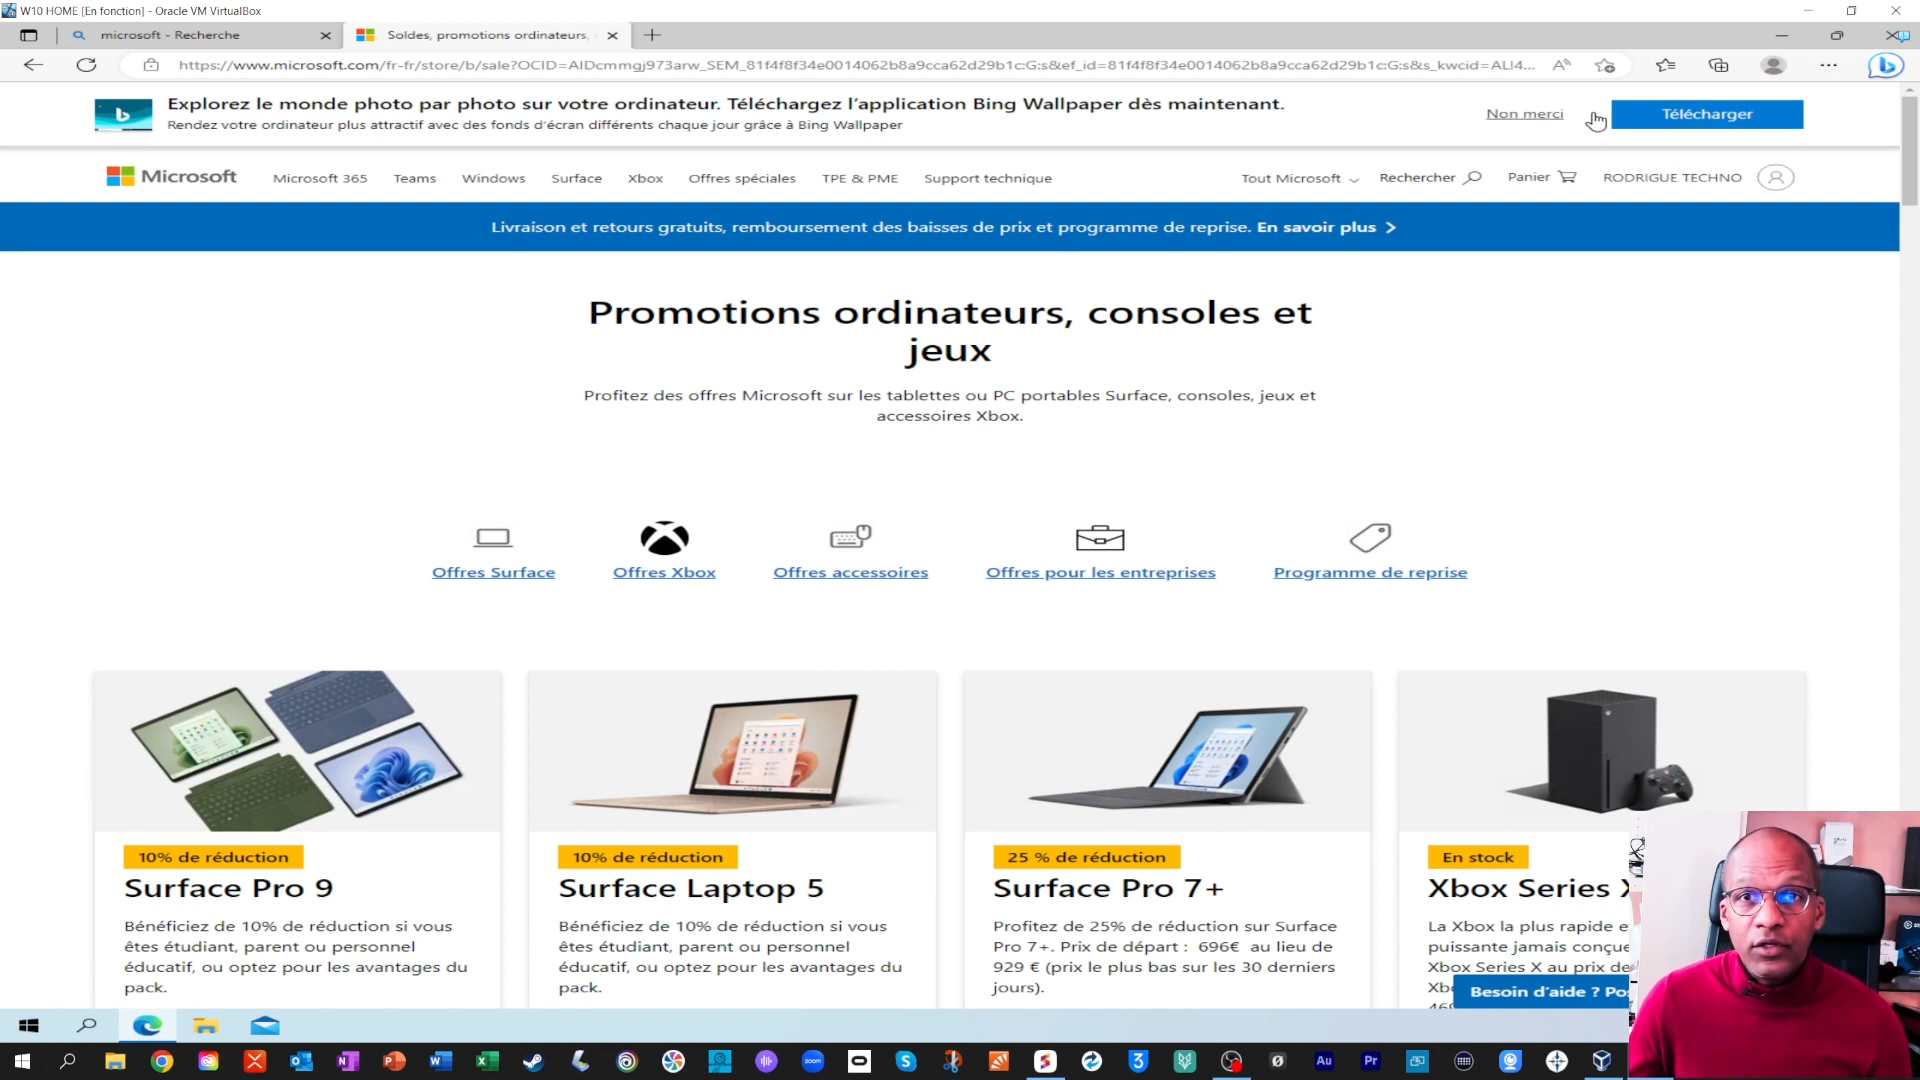 W10 HOME [En fonction] - Oracle VM VirtualBox
microsoft - Recherche
Soldes, promotions ordinateurs,
https://www.microsoft.com/fr-fr/store/b/sale?OCID=AIDcmmgj973arw_SEM_81f4f8f34e0014062b8a9cca62d29b1c:G:s&ef_id=81f4f8f34e0014062b8a9cca62d29b1c:G:s&s_kwcid=AL!4...
Explorez le monde photo par photo sur votre ordinateur. Téléchargez l'application Bing Wallpaper dès maintenant.
Rendez votre ordinateur plus attractif avec des fonds d'écran différents chaque jour grâce à Bing Wallpaper
Non merci
Télécharger
Microsoft
Microsoft 365 Teams Windows Surface Xbox Offres spéciales TPE & PME Support technique
Tout Microsoft Rechercher Panier RODRIGUE TECHNO
Livraison et retours gratuits, remboursement des baisses de prix et programme de reprise. En savoir plus >
Promotions ordinateurs, consoles et
jeux
Profitez des offres Microsoft sur les tablettes ou PC portables Surface, consoles, jeux et
accessoires Xbox.
Offres Surface
Offres Xbox
Offres accessoires
Offres pour les entreprises
Programme de reprise
10% de réduction
Surface Pro 9
Bénéficiez de 10% de réduction si vous
êtes étudiant, parent ou personnel
éducatif, ou optez pour les avantages du
pack.
10% de réduction
Surface Laptop 5
Bénéficiez de 10% de réduction si vous
êtes étudiant, parent ou personnel
éducatif, ou optez pour les avantages du
pack.
25 % de réduction
Surface Pro 7+
Profitez de 25% de réduction sur Surface
Pro 7+. Prix de départ : 696€ au lieu de
929 € (prix le plus bas sur les 30 derniers
jours).
En stock
Xbox Series
La Xbox la plus rapide e
puissante jamais conçue
Xbox Series X au prix de
Besoin d'aide ? Po
zoom
Au
Pr